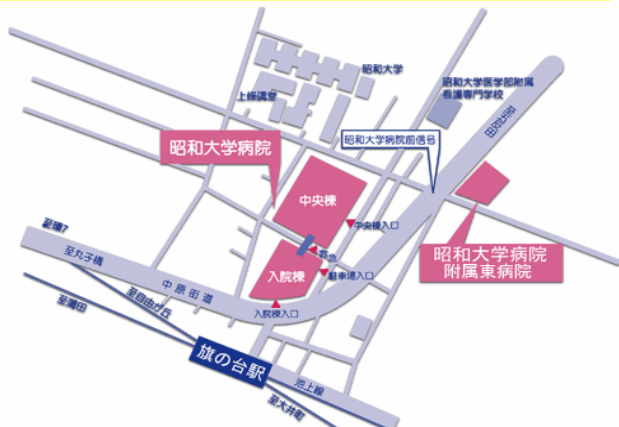 昭和大学
上條講堂
昭和大学医学部附属
看護専門学校
至五反田
昭和大学病院前信号
昭和大学病院
中央棟
中央棟入口
昭和大学病院
附属東病院
救急
入院棟
駐車場入口
入院棟入口
至環7
至丸子橋
中原街道
至自由が丘
至蒲田
旗の台駅
池上線
至大井町